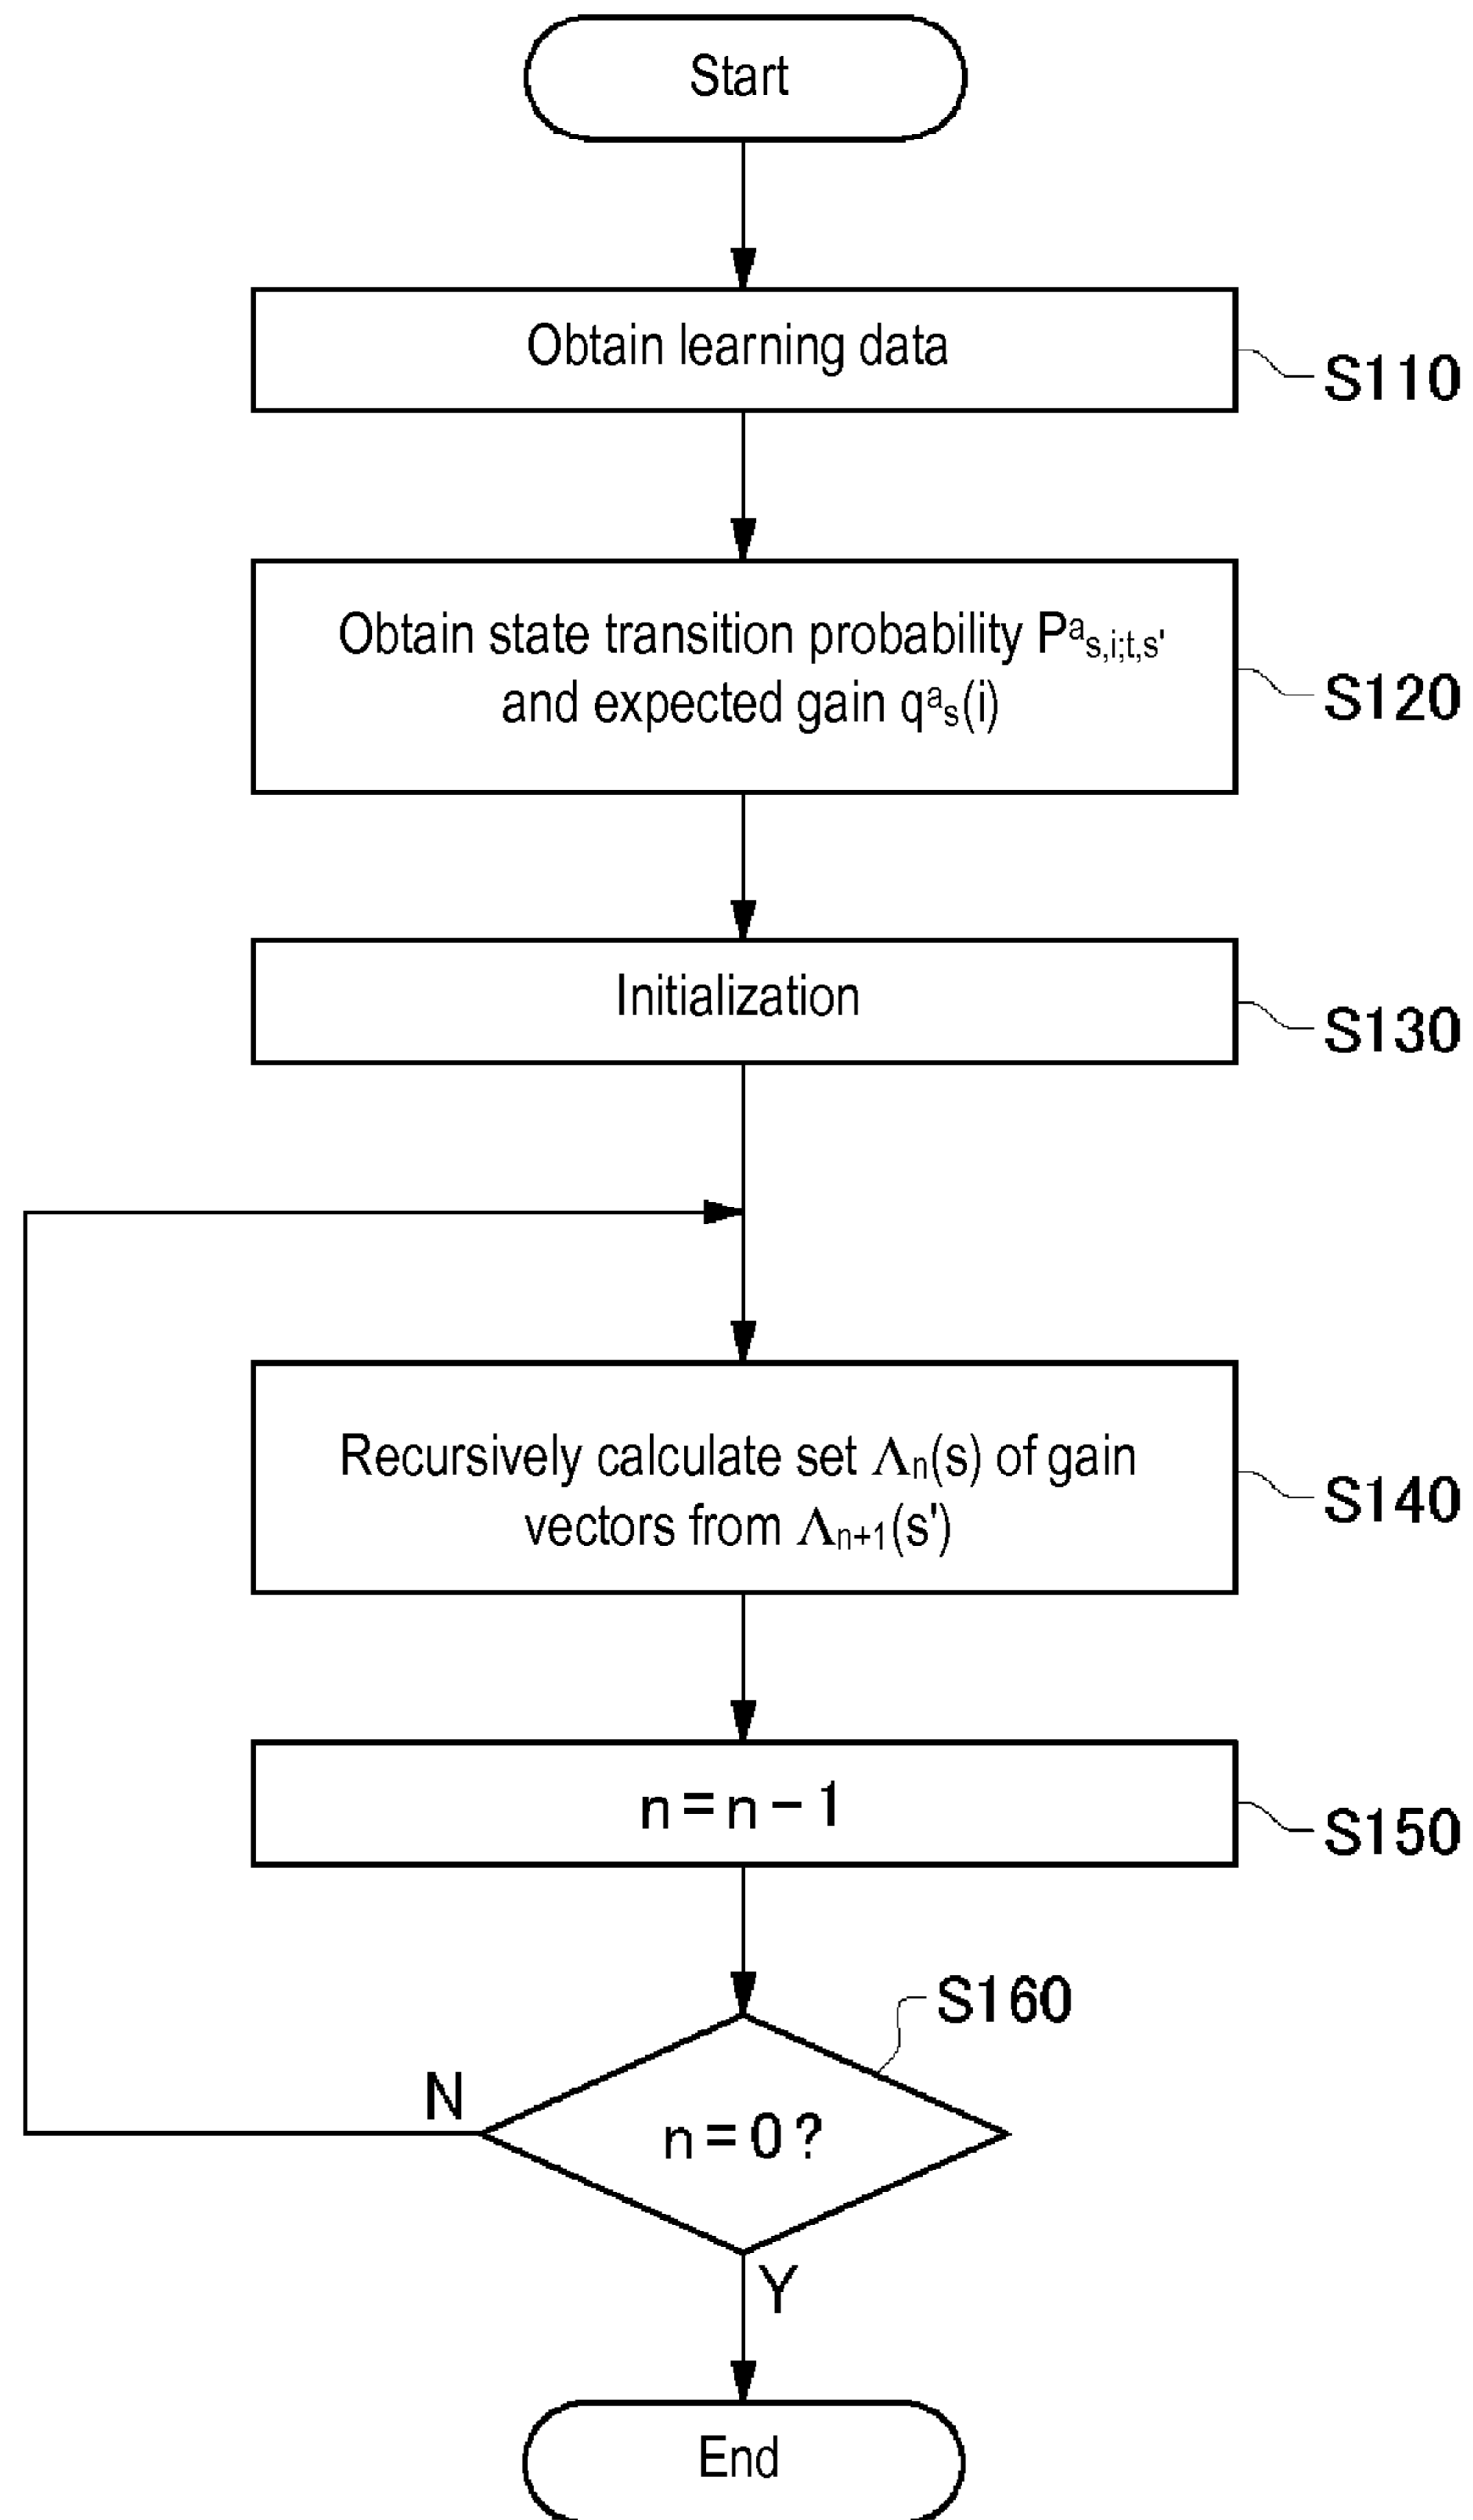 Start
Obtain learning data
S110
Obtain state transition probability Pᵃs,i;t,s'
and expected gain qᵃs(i)
S120
Initialization
S130
Recursively calculate set Λn(s) of gain
vectors from Λn+1(s')
S140
n=n−1
S150
S160
n=0?
N
Y
End